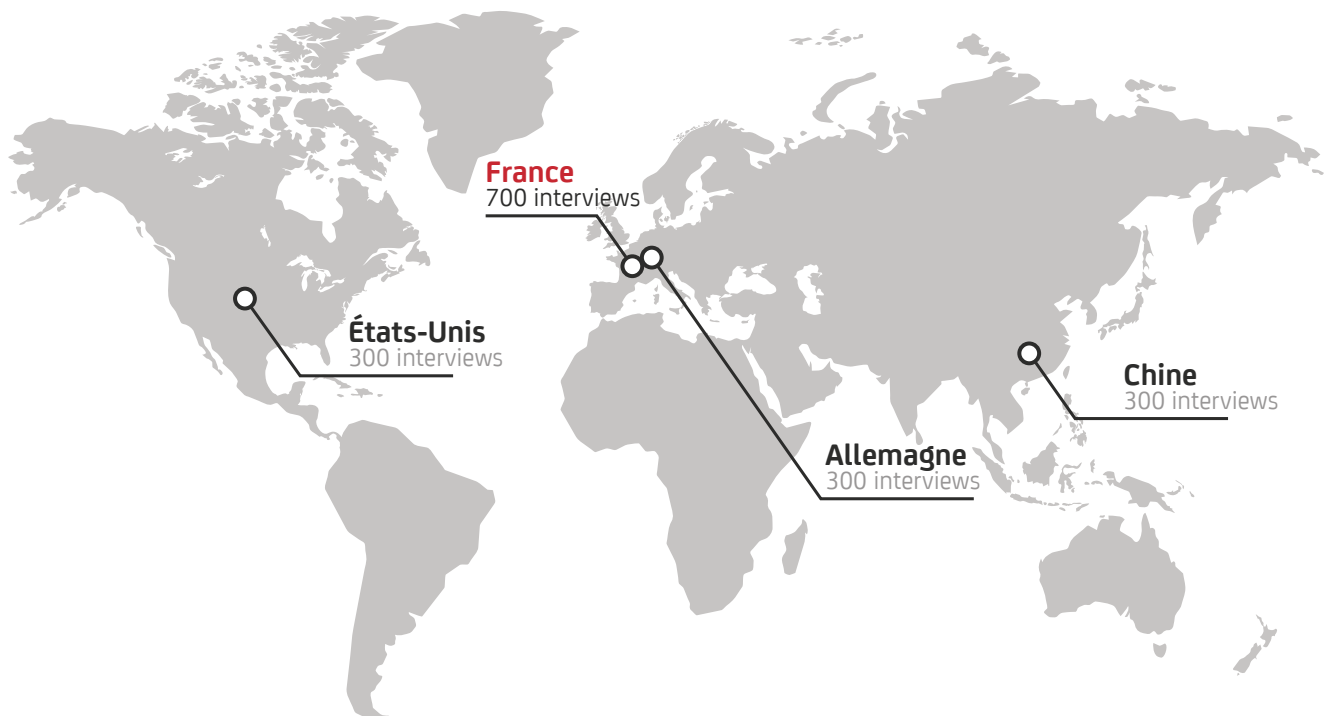 France
700 interviews
États-Unis
300 interviews
Chine
300 interviews
Allemagne
300 interviews